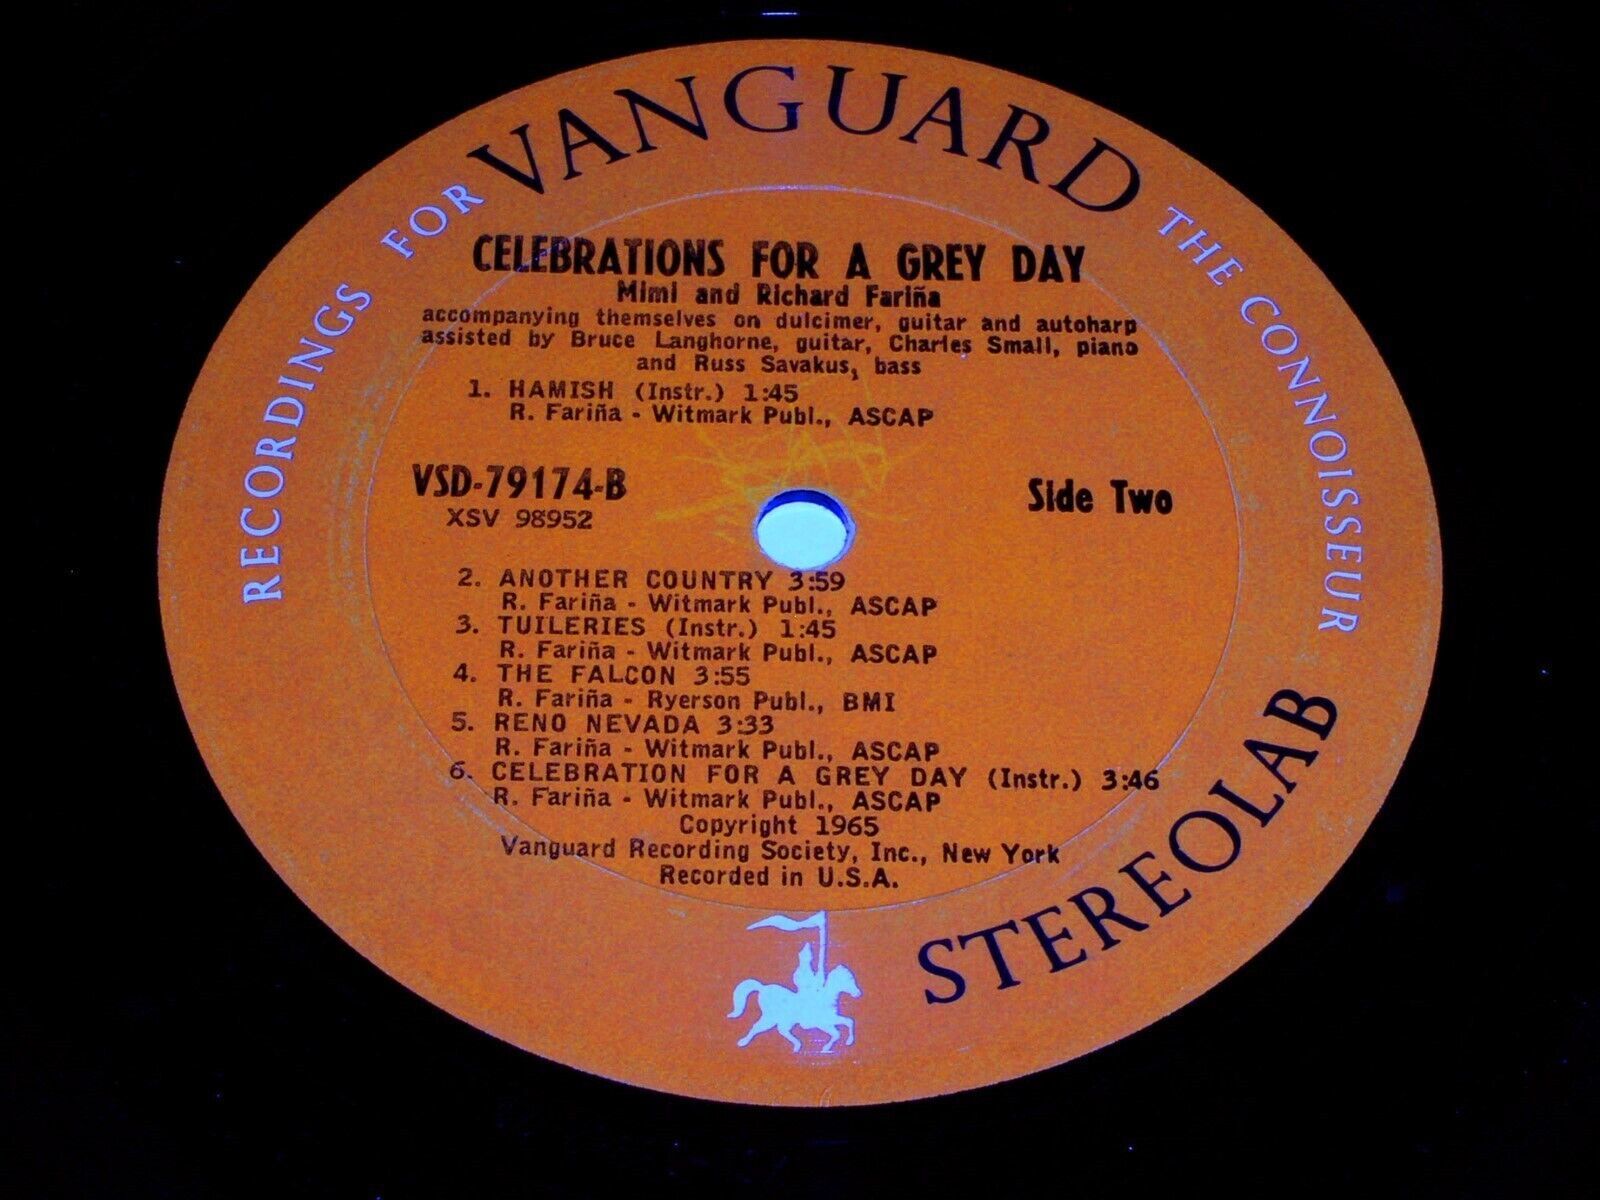 RECORDINGS FOR VANGUARD THE CONNOISSEUR
CELEBRATIONS FOR A GREY DAY
Mimi and Richard Fariña
accompanying themselves on dulcimer, guitar and autoharp
assisted by Bruce Langhorne, guitar, Charles Small, piano
and Russ Savakus, bass
1. HAMISH (Instr.) 1:45
R. Fariña - Witmark Publ., ASCAP
VSD-79174-B
Side Two
XSV 98952
2. ANOTHER COUNTRY 3:59
R. Fariña - Witmark Publ., ASCAP
3. TUILERIES (Instr.) 1:45
R. Fariña - Witmark Publ., ASCAP
4. THE FALCON 3:55
R. Fariña - Ryerson Publ., BMI
5. RENO NEVADA 3:33
R. Fariña - Witmark Publ., ASCAP
6. CELEBRATION FOR A GREY DAY (Instr.) 3:46
R. Fariña - Witmark Publ., ASCAP
Copyright 1965
Vanguard Recording Society, Inc., New York
Recorded in U.S.A.
STEREOLAB